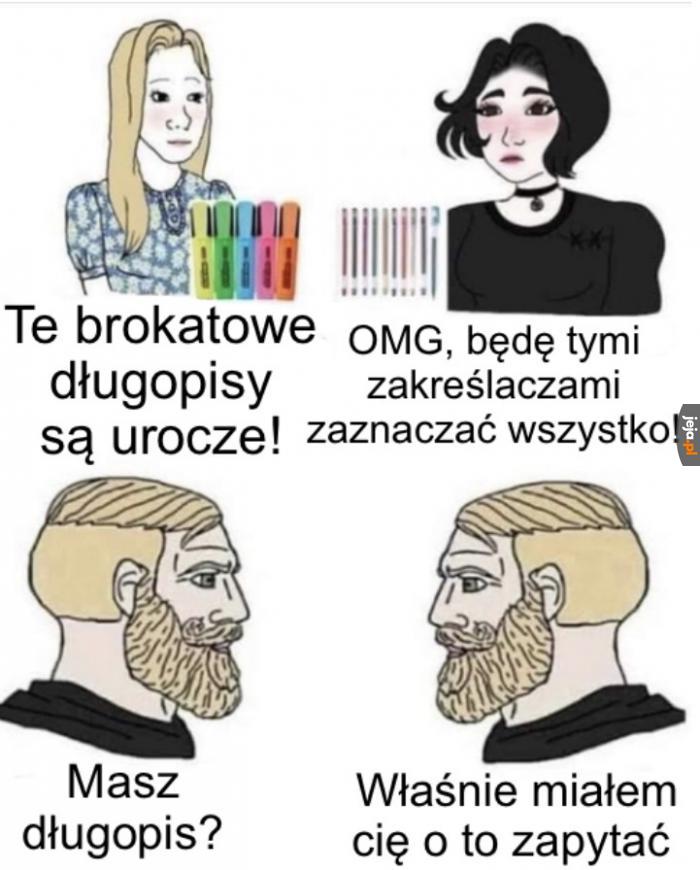 Te brokatowe
długopisy
są urocze!
OMG, będę tymi
zakreślaczami
zaznaczać wszystko!
jeja.pl
Masz
długopis?
Właśnie miałem
cię o to zapytać